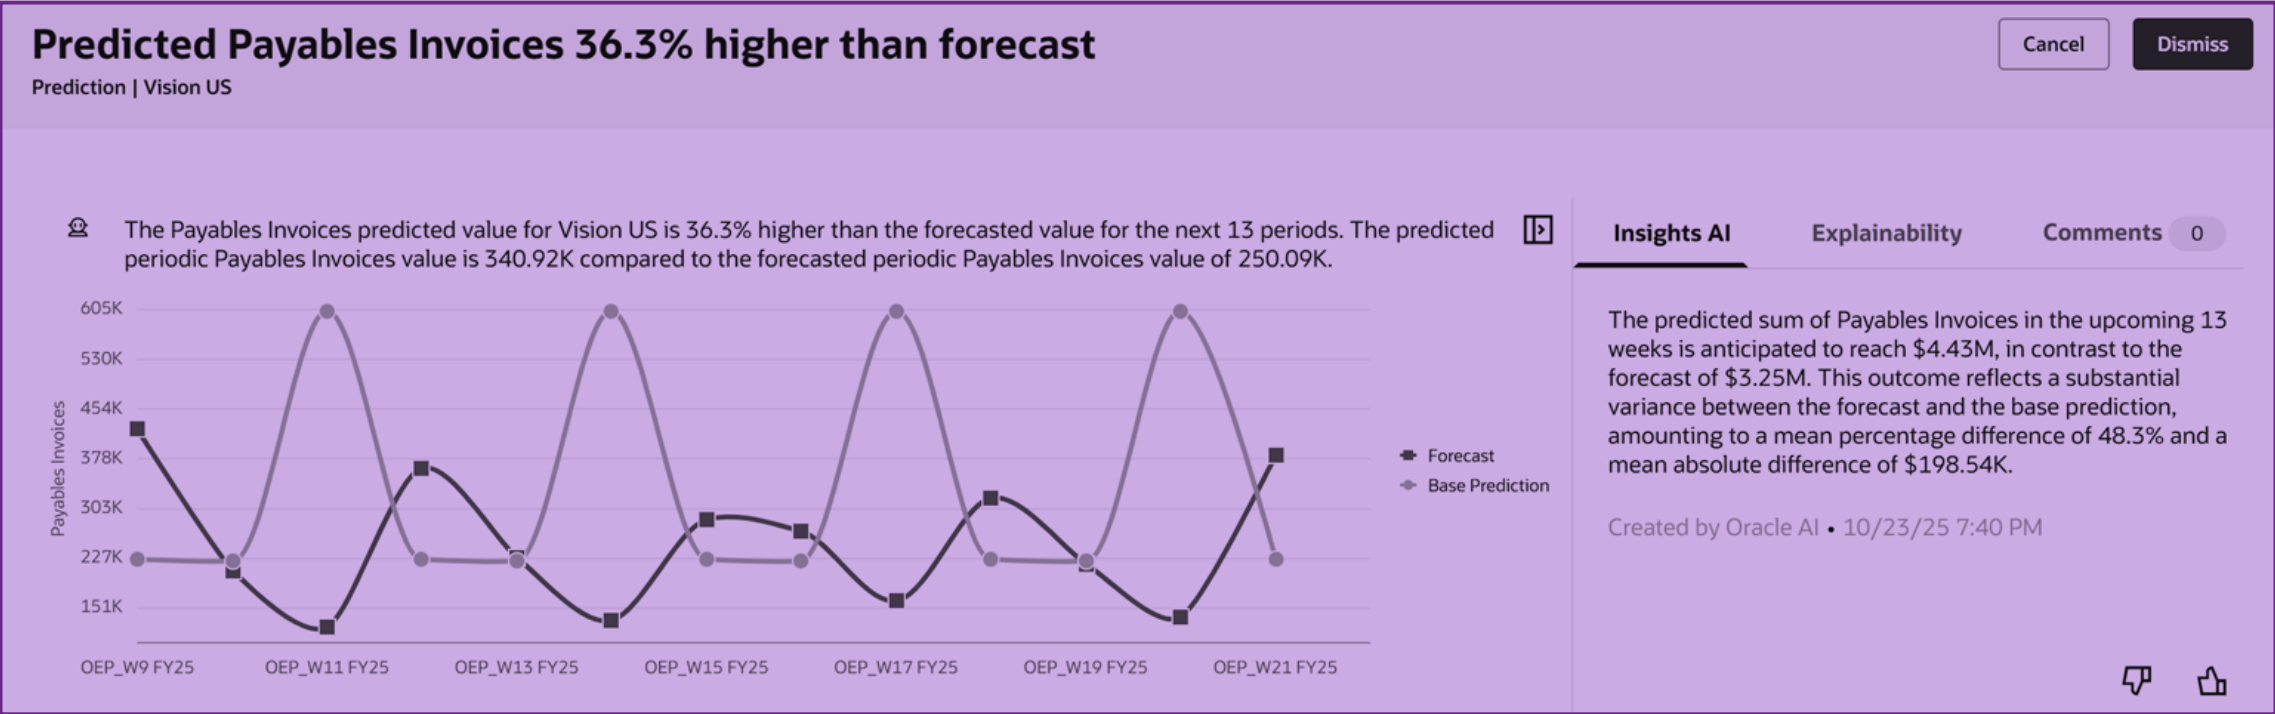 Predicted Payables Invoices 36.3% higher than forecast
Prediction | Vision US
Cancel
Dismiss
The Payables Invoices predicted value for Vision US is 36.3% higher than the forecasted value for the next 13 periods. The predicted
periodic Payables Invoices value is 340.92K compared to the forecasted periodic Payables Invoices value of 250.09K.
605K
530K
454K
378K
303K
227K
151K
Payables Invoices
OEP_W9 FY25
OEP_W11 FY25
OEP_W13 FY25
OEP_W15 FY25
OEP_W17 FY25
OEP_W19 FY25
OEP_W21 FY25
Forecast
Base Prediction
Insights AI
Explainability
Comments 0
The predicted sum of Payables Invoices in the upcoming 13
weeks is anticipated to reach $4.43M, in contrast to the
forecast of $3.25M. This outcome reflects a substantial
variance between the forecast and the base prediction,
amounting to a mean percentage difference of 48.3% and a
mean absolute difference of $198.54K.
Created by Oracle AI • 10/23/25 7:40 PM